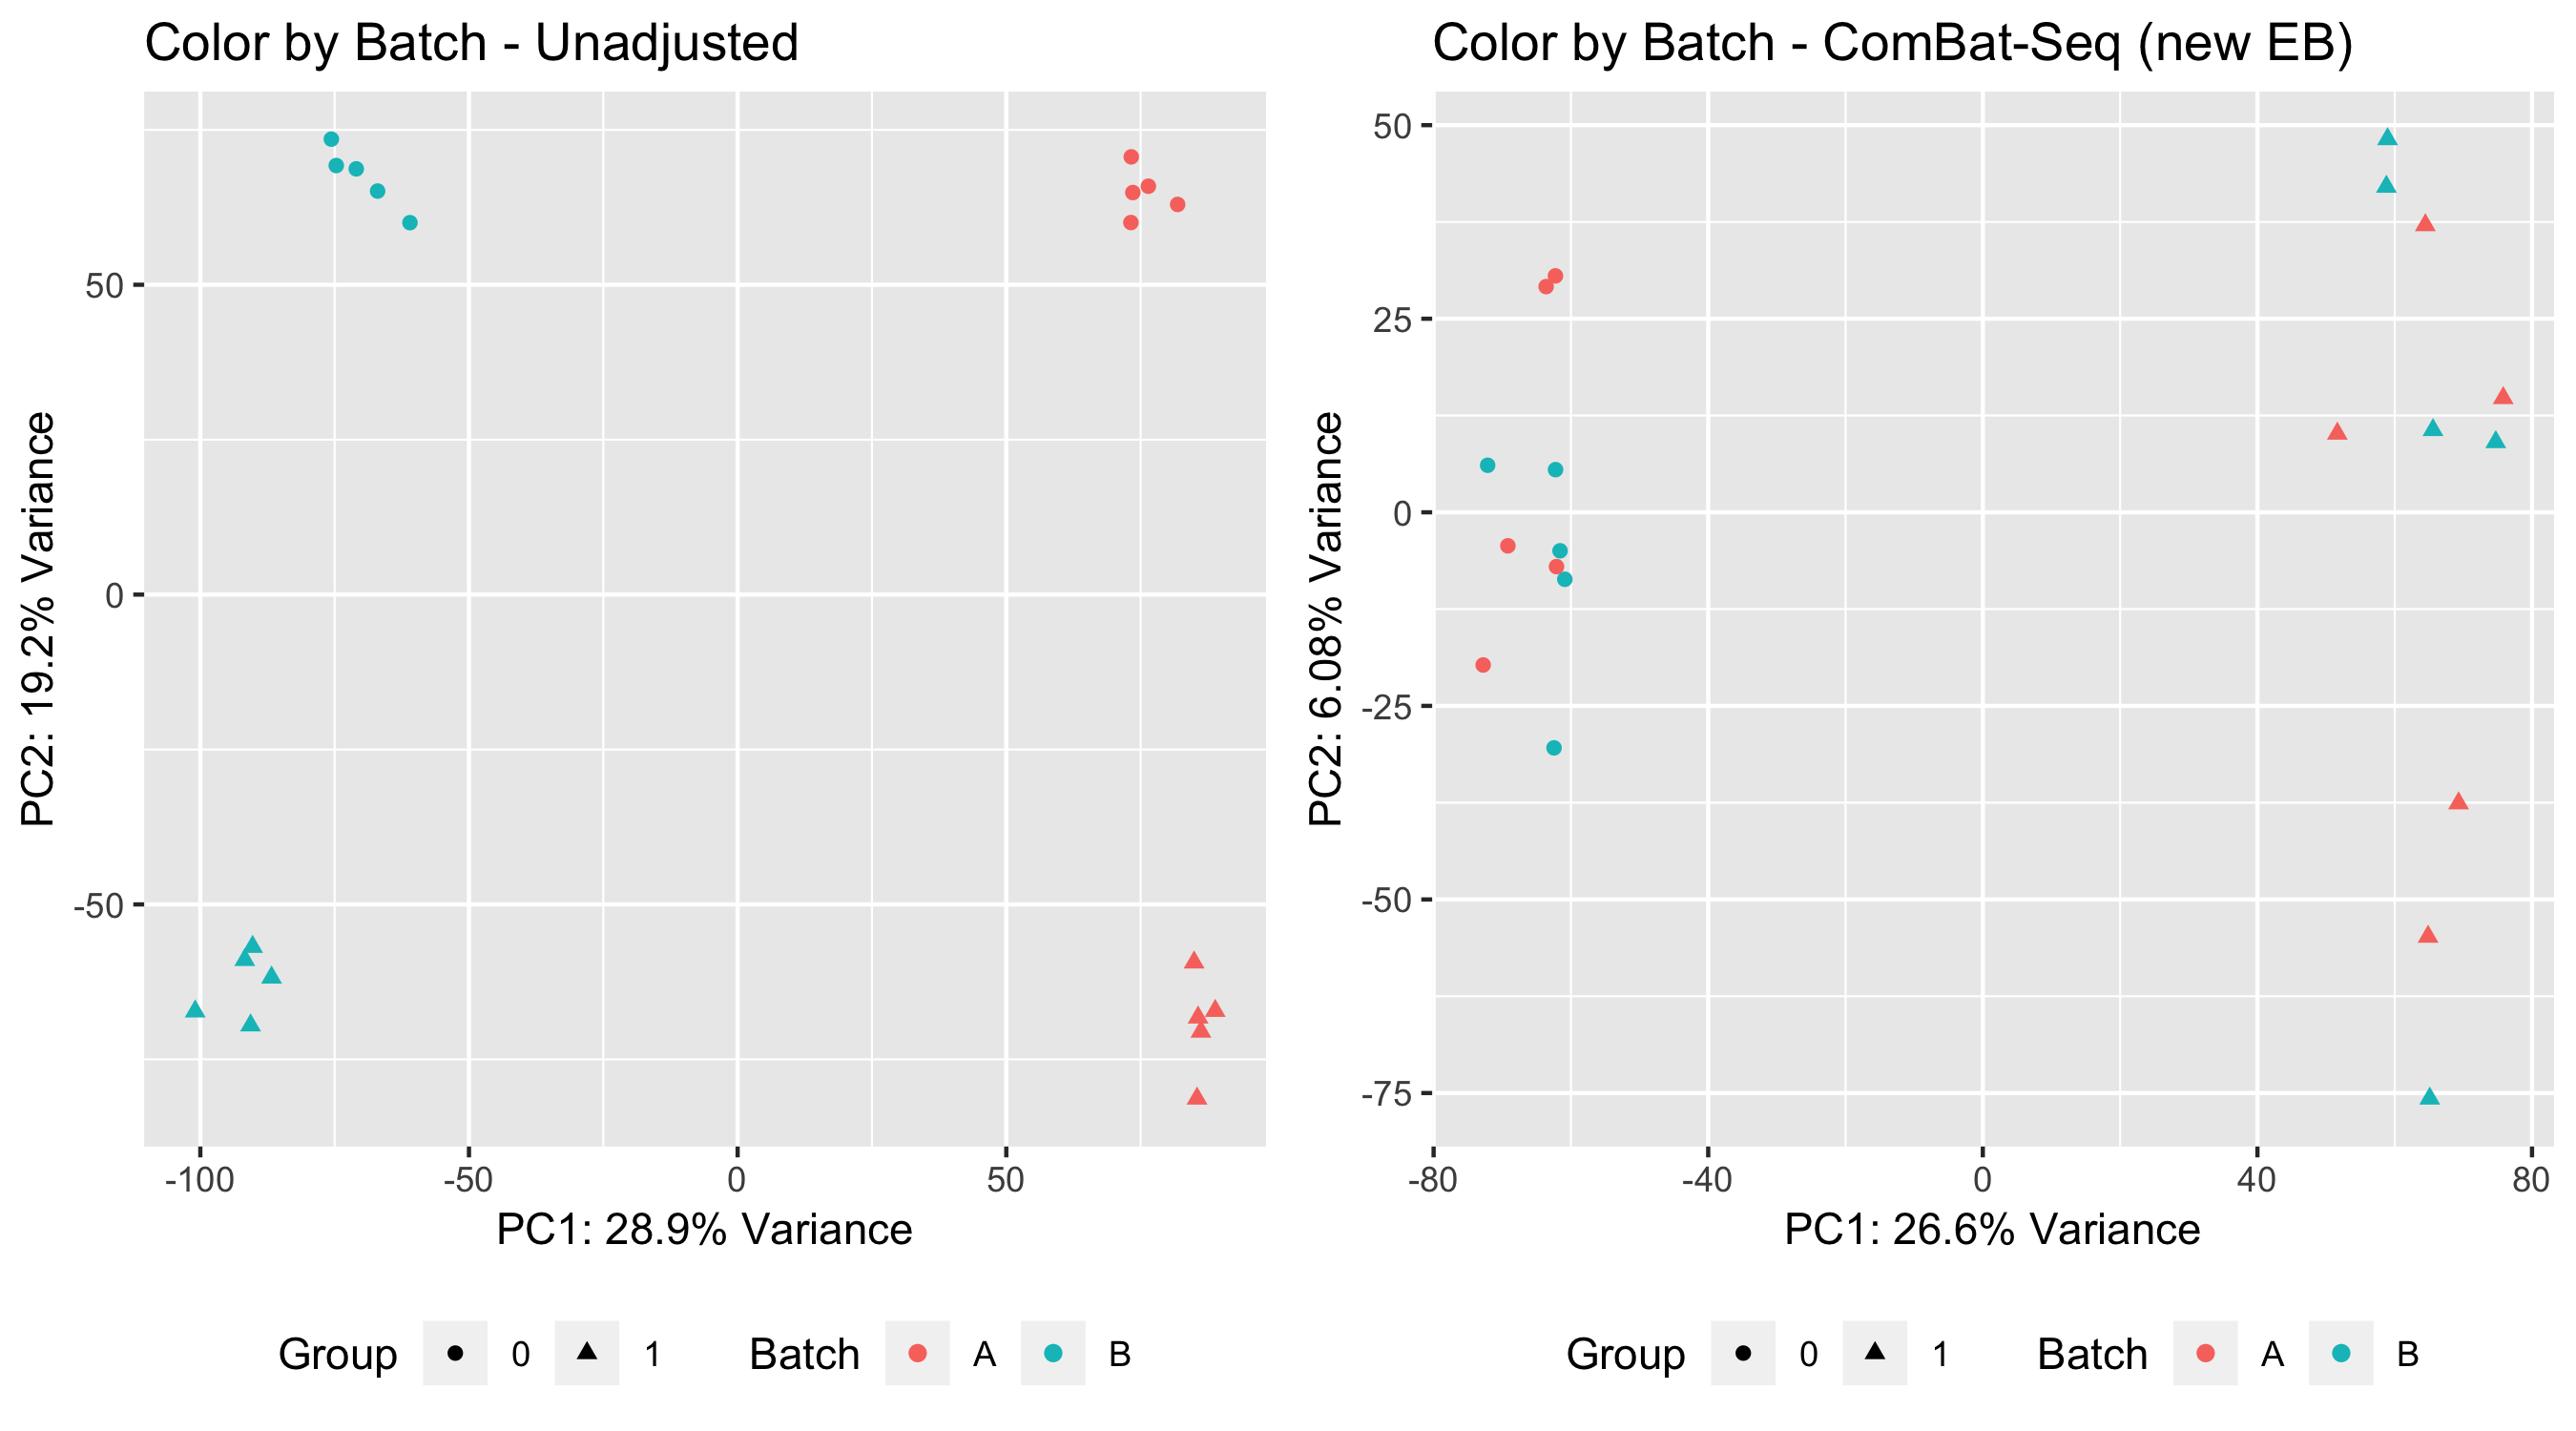 Color by Batch - Unadjusted
50
0
-50
PC2: 19.2% Variance
-100 -50 0 50
PC1: 28.9% Variance
Group 0 1 Batch A B
Color by Batch - ComBat-Seq (new EB)
50
25
0
-25
-50
-75
PC2: 6.08% Variance
-80 -40 0 40 80
PC1: 26.6% Variance
Group 0 1 Batch A B